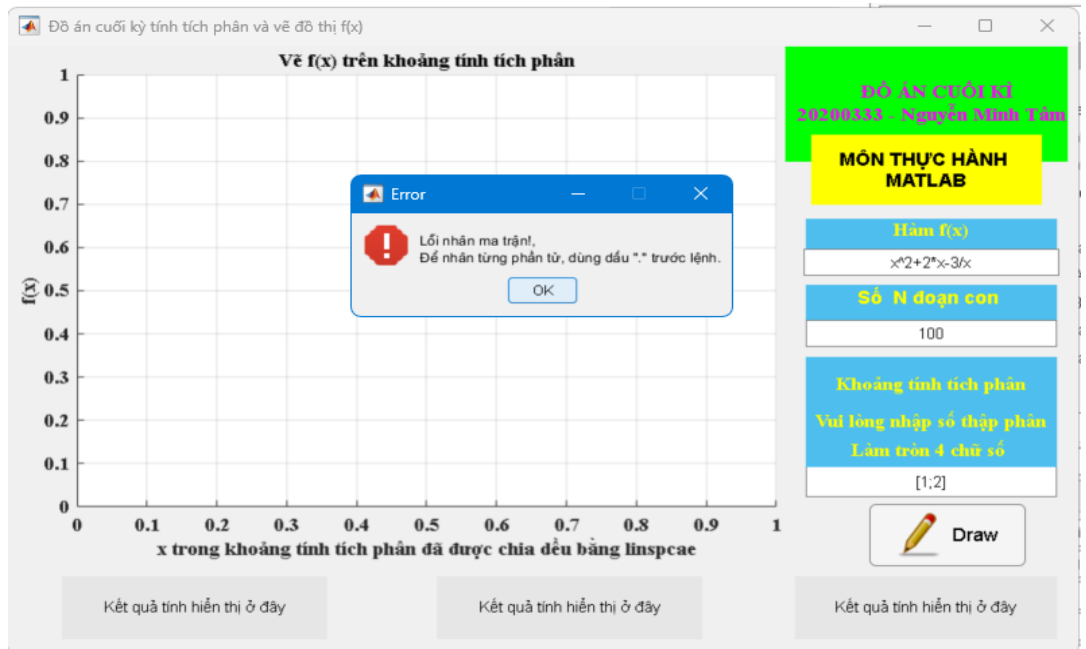 Đồ án cuối kỳ tính tích phân và vẽ đồ thị f(x)
Vẽ f(x) trên khoảng tính tích phân
1
0.9
0.8
0.7
0.6
0.5
0.4
0.3
0.2
0.1
0
f(x)
0 0.1 0.2 0.3 0.4 0.5 0.6 0.7 0.8 0.9 1
x trong khoảng tính tích phân đã được chia đều bằng linspcae
Error
Lổi nhân ma trận!,
Để nhân từng phần tử, dùng dấu "." trước lệnh.
OK
ĐỒ ÁN CUỐI KÌ
20200333 - Nguyễn Minh Tâm
MÔN THỰC HÀNH
MATLAB
Hàm f(x)
x^2+2*x-3/x
Số N đoạn con
100
Khoảng tính tích phân
Vui lòng nhập số thập phân
Làm tròn 4 chữ số
[1;2]
Draw
Kết quả tính hiển thị ở đây
Kết quả tính hiển thị ở đây
Kết quả tính hiển thị ở đây